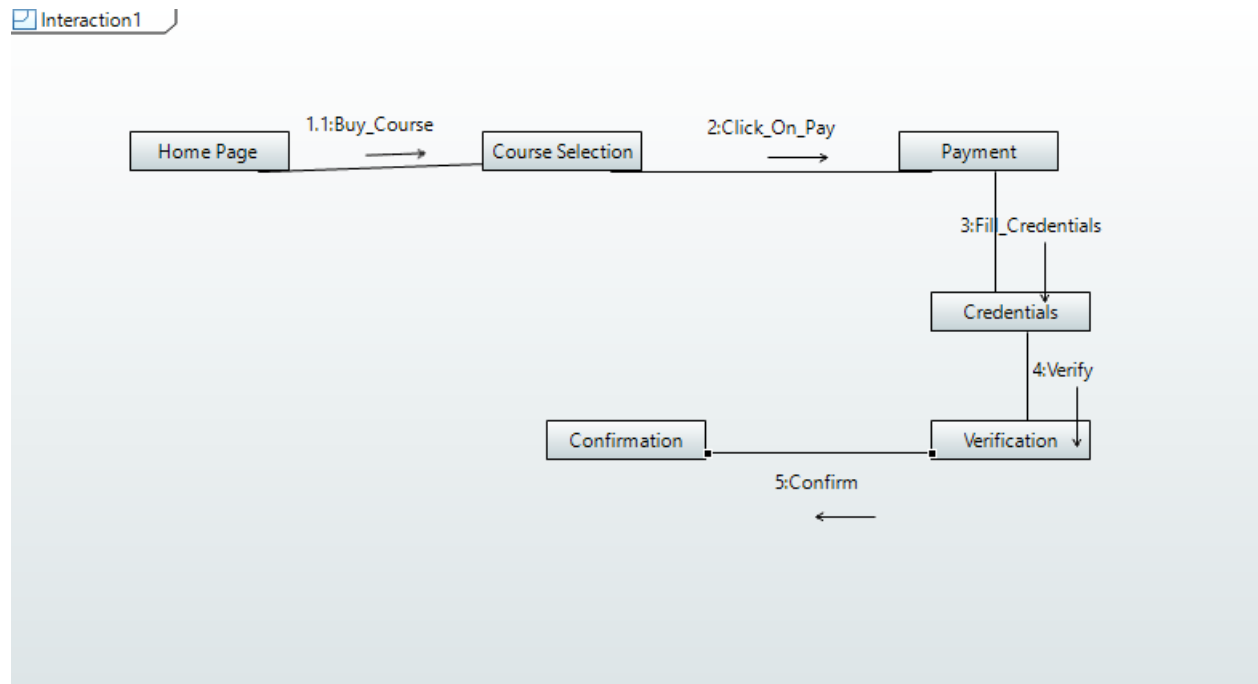 Interaction1
1.1:Buy_Course
2:Click_On_Pay
Home Page
Course Selection
Payment
3:Fill_Credentials
Credentials
4:Verify
Confirmation
Verification
5:Confirm